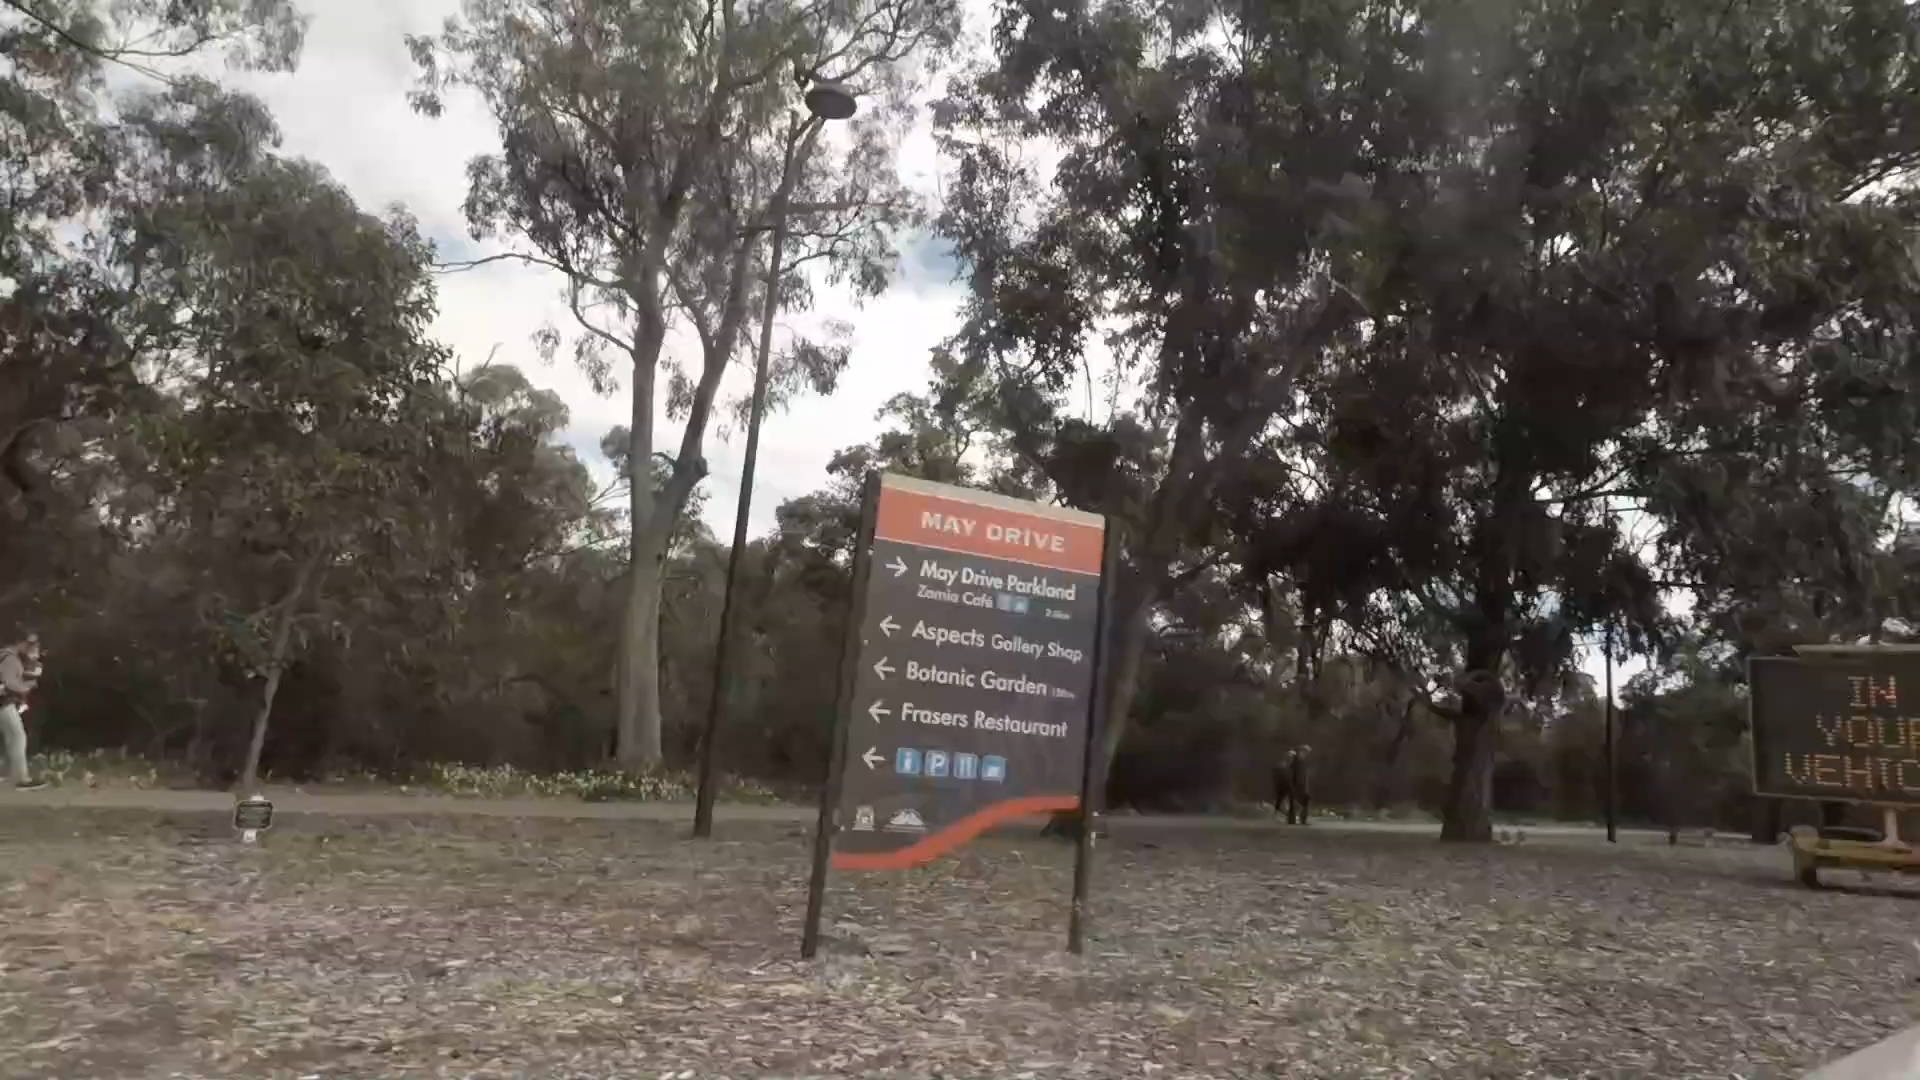 MAY DRIVE
May Drive Parkland
Zamia Café
Aspects Gallery Shop
Botanic Garden
Frasers Restaurant
i P
IN
YOUR